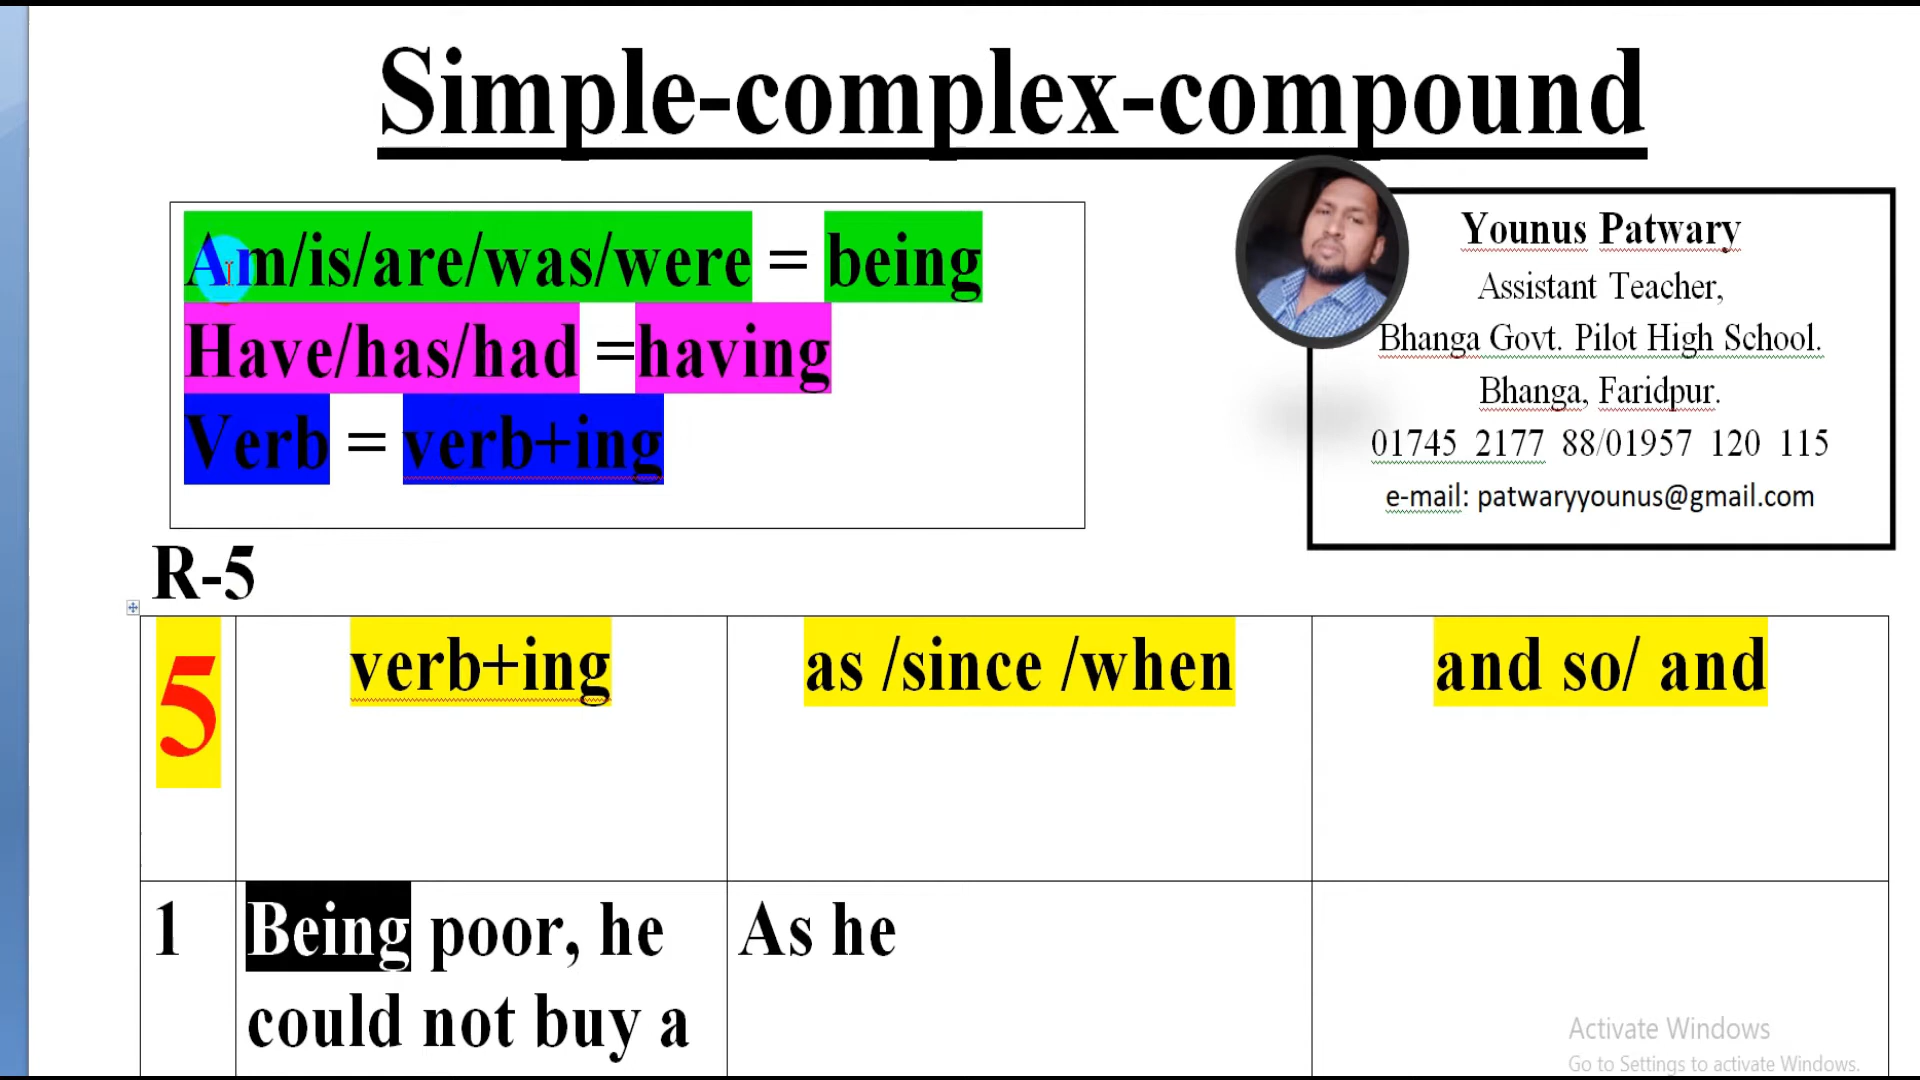 Simple-complex-compound
Am/is/are/was/were = being
Have/has/had =having
Verb = verb+ing
Younus Patwary
Assistant Teacher,
Bhanga Govt. Pilot High School.
Bhanga, Faridpur.
01745 2177 88/01957 120 115
e-mail: patwaryyounus@gmail.com
R-5
5 verb+ing as /since /when and so/ and
1 Being poor, he As he
could not buy a
Activate Windows
Go to Settings to activate Windows.